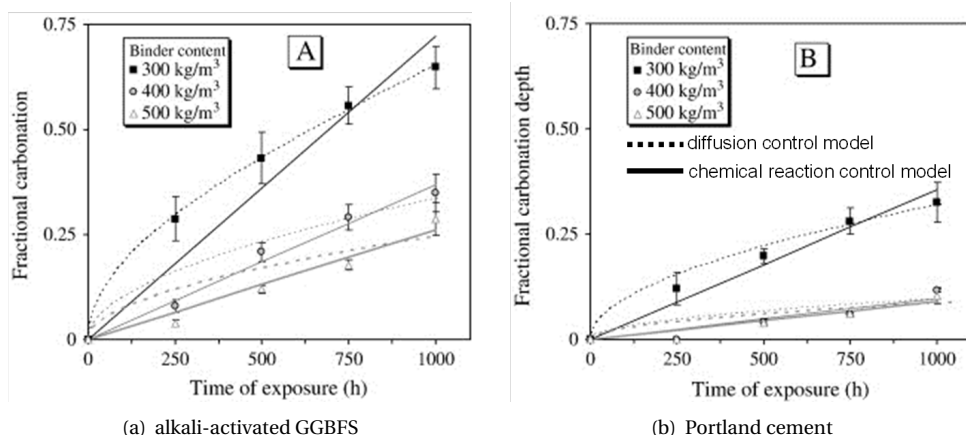 Fractional carbonation
0.75
0.50
0.25
0
A
Binder content
300 kg/m³
400 kg/m³
500 kg/m³
0 250 500 750 1000
Time of exposure (h)
(a) alkali-activated GGBFS
Fractional carbonation depth
0.75
0.50
0.25
0
B
Binder content
300 kg/m³
400 kg/m³
500 kg/m³
diffusion control model
chemical reaction control model
0 250 500 750 1000
Time of exposure (h)
(b) Portland cement